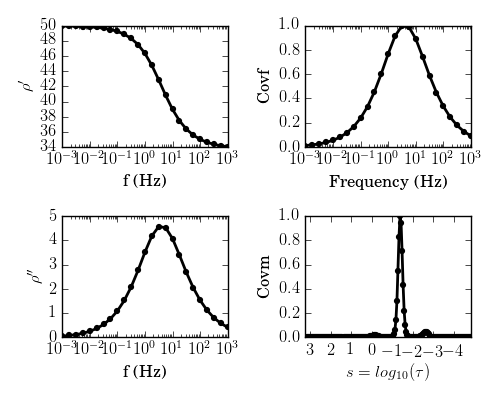 50
48
46
44
42
40
38
36
34
ρ′
10⁻³ 10⁻² 10⁻¹ 10⁰ 10¹ 10² 10³
f (Hz)
1.0
0.8
0.6
0.4
0.2
0.0
Covf
10⁻³ 10⁻² 10⁻¹ 10⁰ 10¹ 10² 10³
Frequency (Hz)
5
4
3
2
1
0
ρ″
10⁻³ 10⁻² 10⁻¹ 10⁰ 10¹ 10² 10³
f (Hz)
1.0
0.8
0.6
0.4
0.2
0.0
Covm
3 2 1 0 −1 −2 −3 −4
s = log₁₀(τ)